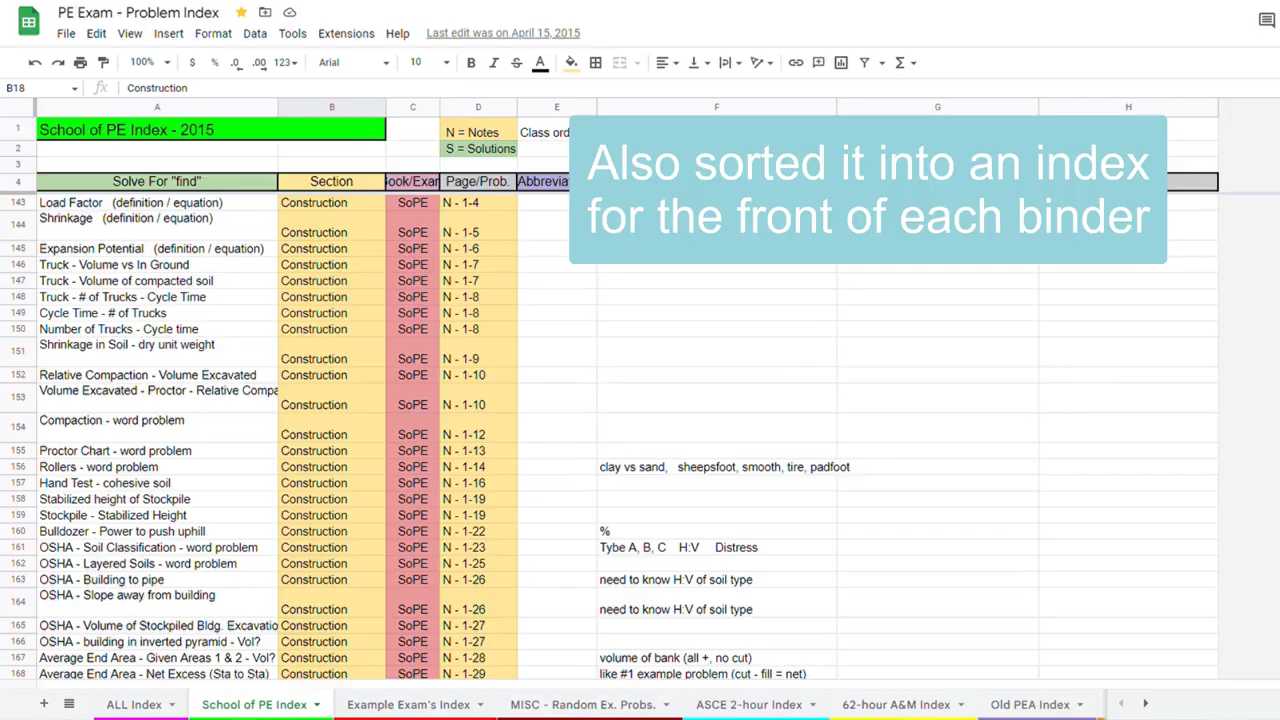 PE Exam - Problem Index
File Edit View Insert Format Data Tools Extensions Help Last edit was on April 15, 2015
100% $ % .0 .00 123 Arial 10 B I S A
B18 fx Construction
A B C D E F G H
1 School of PE Index - 2015 N = Notes Class ord
2 S = Solutions
3
4 Solve For "find" Section ook/Exar Page/Prob. Abbrevia
Also sorted it into an index
for the front of each binder
143 Load Factor (definition / equation) Construction SoPE N - 1-4
144 Shrinkage (definition / equation) Construction SoPE N - 1-5
145 Expansion Potential (definition / equation) Construction SoPE N - 1-6
146 Truck - Volume vs In Ground Construction SoPE N - 1-7
147 Truck - Volume of compacted soil Construction SoPE N - 1-7
148 Truck - # of Trucks - Cycle Time Construction SoPE N - 1-8
149 Cycle Time - # of Trucks Construction SoPE N - 1-8
150 Number of Trucks - Cycle time Construction SoPE N - 1-8
151 Shrinkage in Soil - dry unit weight Construction SoPE N - 1-9
152 Relative Compaction - Volume Excavated Construction SoPE N - 1-10
153 Volume Excavated - Proctor - Relative Compa Construction SoPE N - 1-10
154 Compaction - word problem Construction SoPE N - 1-12
155 Proctor Chart - word problem Construction SoPE N - 1-13
156 Rollers - word problem Construction SoPE N - 1-14 clay vs sand, sheepsfoot, smooth, tire, padfoot
157 Hand Test - cohesive soil Construction SoPE N - 1-16
158 Stabilized height of Stockpile Construction SoPE N - 1-19
159 Stockpile - Stabilized Height Construction SoPE N - 1-19
160 Bulldozer - Power to push uphill Construction SoPE N - 1-22 %
161 OSHA - Soil Classification - word problem Construction SoPE N - 1-23 Tybe A, B, C H:V Distress
162 OSHA - Layered Soils - word problem Construction SoPE N - 1-25
163 OSHA - Building to pipe Construction SoPE N - 1-26 need to know H:V of soil type
164 OSHA - Slope away from building Construction SoPE N - 1-26 need to know H:V of soil type
165 OSHA - Volume of Stockpiled Bldg. Excavatio Construction SoPE N - 1-27
166 OSHA - building in inverted pyramid - Vol? Construction SoPE N - 1-27
167 Average End Area - Given Areas 1 & 2 - Vol? Construction SoPE N - 1-28 volume of bank (all +, no cut)
168 Average End Area - Net Excess (Sta to Sta) Construction SoPE N - 1-29 like #1 example problem (cut - fill = net)
ALL Index School of PE Index Example Exam's Index MISC - Random Ex. Probs. ASCE 2-hour Index 62-hour A&M Index Old PEA Index